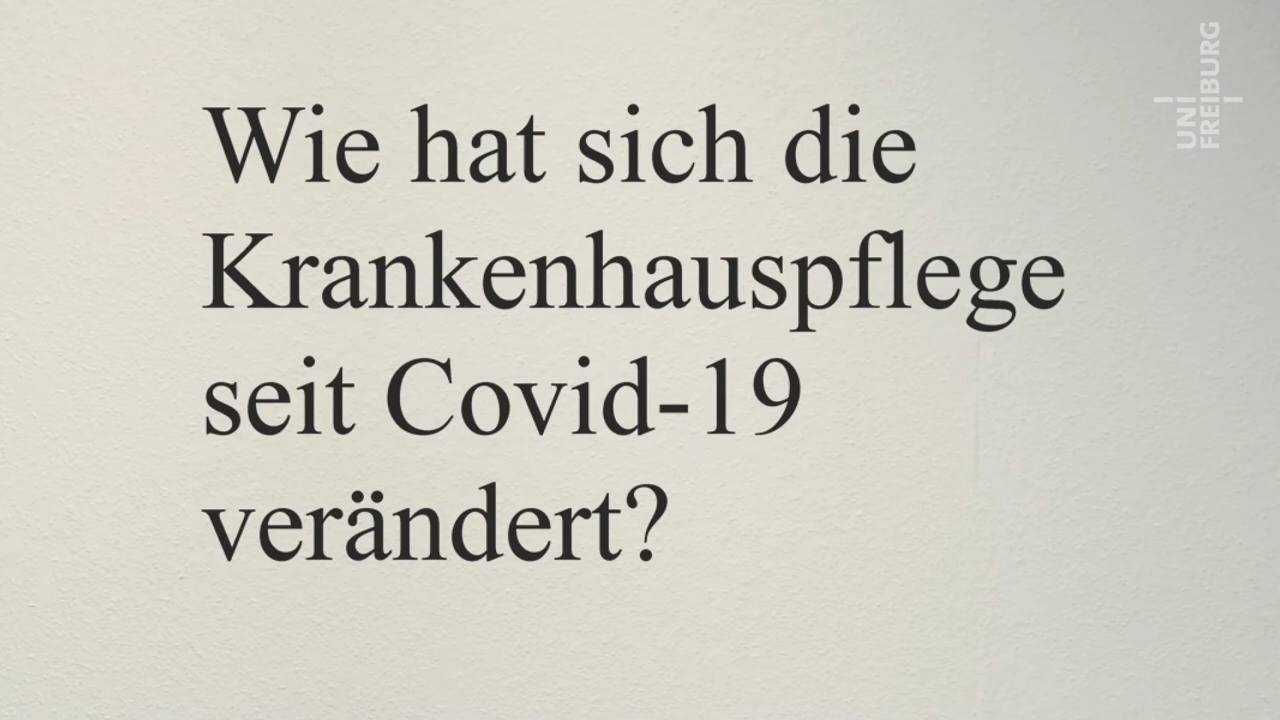 Wie hat sich die
Krankenhauspflege
seit Covid-19
verändert?
UNI
FREIBURG